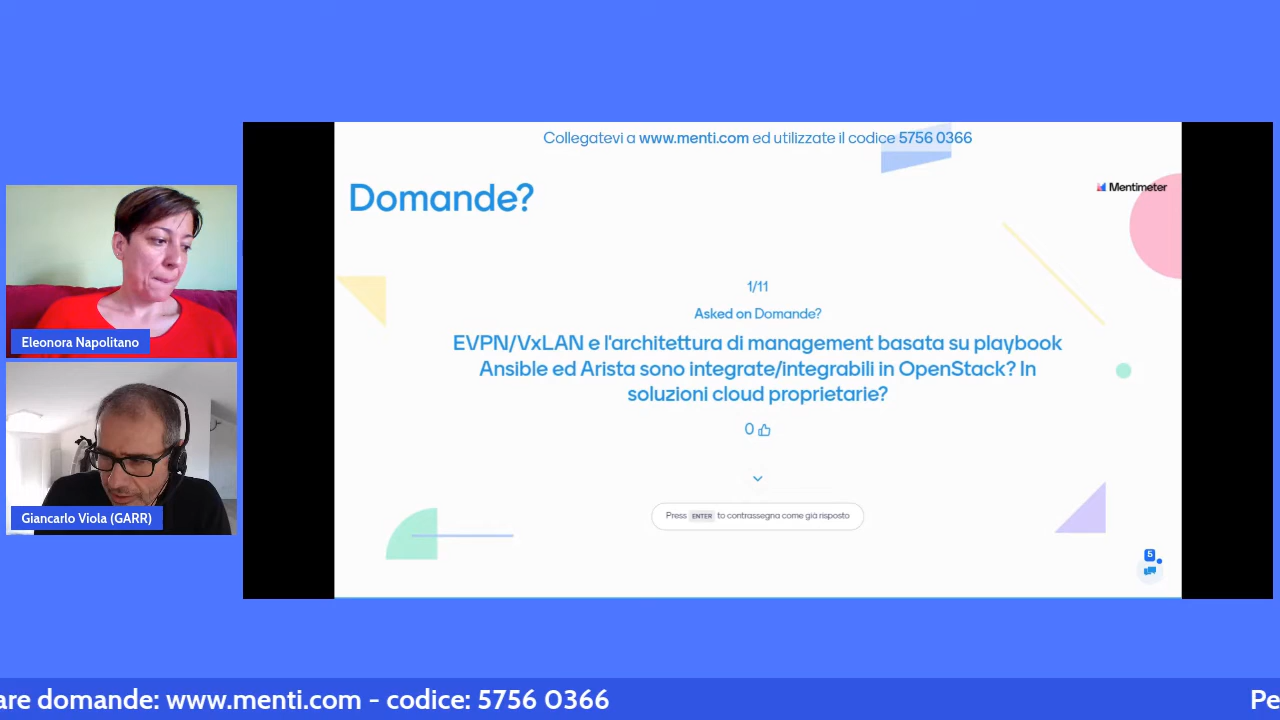 Collegatevi a www.menti.com ed utilizzate il codice 5756 0366
Domande?
Mentimeter
1/11
Asked on Domande?
EVPN/VxLAN e l'architettura di management basata su playbook
Ansible ed Arista sono integrate/integrabili in OpenStack? In
soluzioni cloud proprietarie?
0
Press ENTER to contrassegna come già risposto
5
Eleonora Napolitano
Giancarlo Viola (GARR)
are domande: www.menti.com - codice: 5756 0366
Pe